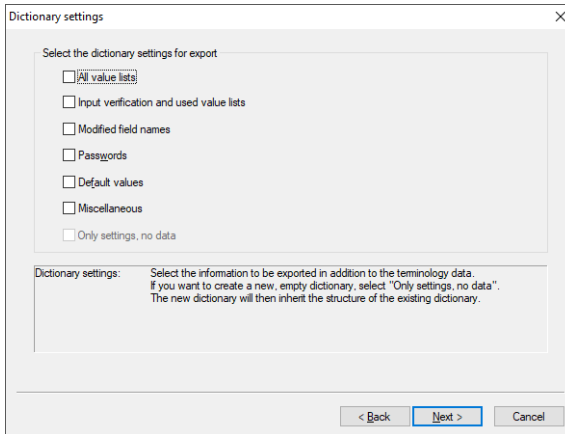 Dictionary settings
Select the dictionary settings for export
All value lists
Input verification and used value lists
Modified field names
Passwords
Default values
Miscellaneous
Only settings, no data
Dictionary settings: Select the information to be exported in addition to the terminology data.
If you want to create a new, empty dictionary, select "Only settings, no data".
The new dictionary will then inherit the structure of the existing dictionary.
< Back Next > Cancel